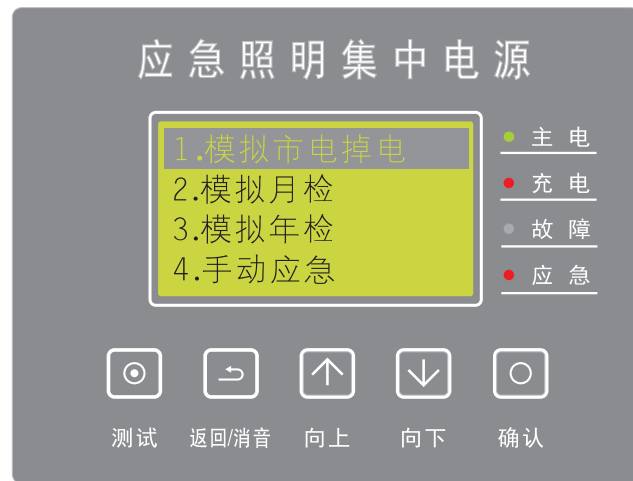 应急照明集中电源
1.模拟市电掉电
2.模拟月检
3.模拟年检
4.手动应急
主电
充电
故障
应急
测试
返回/消音
向上
向下
确认